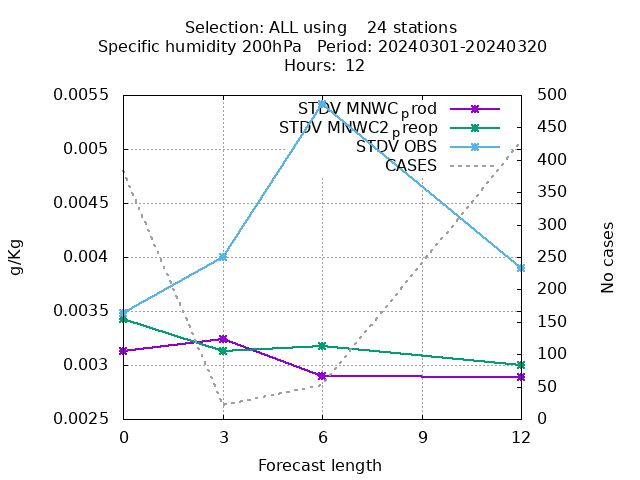 Selection: ALL using    24 stations
Specific humidity 200hPa   Period: 20240301-20240320
Hours: 12
STDV MNWCprod
STDV MNWC2preop
STDV OBS
CASES
0.0055
0.005
0.0045
0.004
0.0035
0.003
0.0025
500
450
400
350
300
250
200
150
100
50
0
g/Kg
No cases
0 3 6 9 12
Forecast length